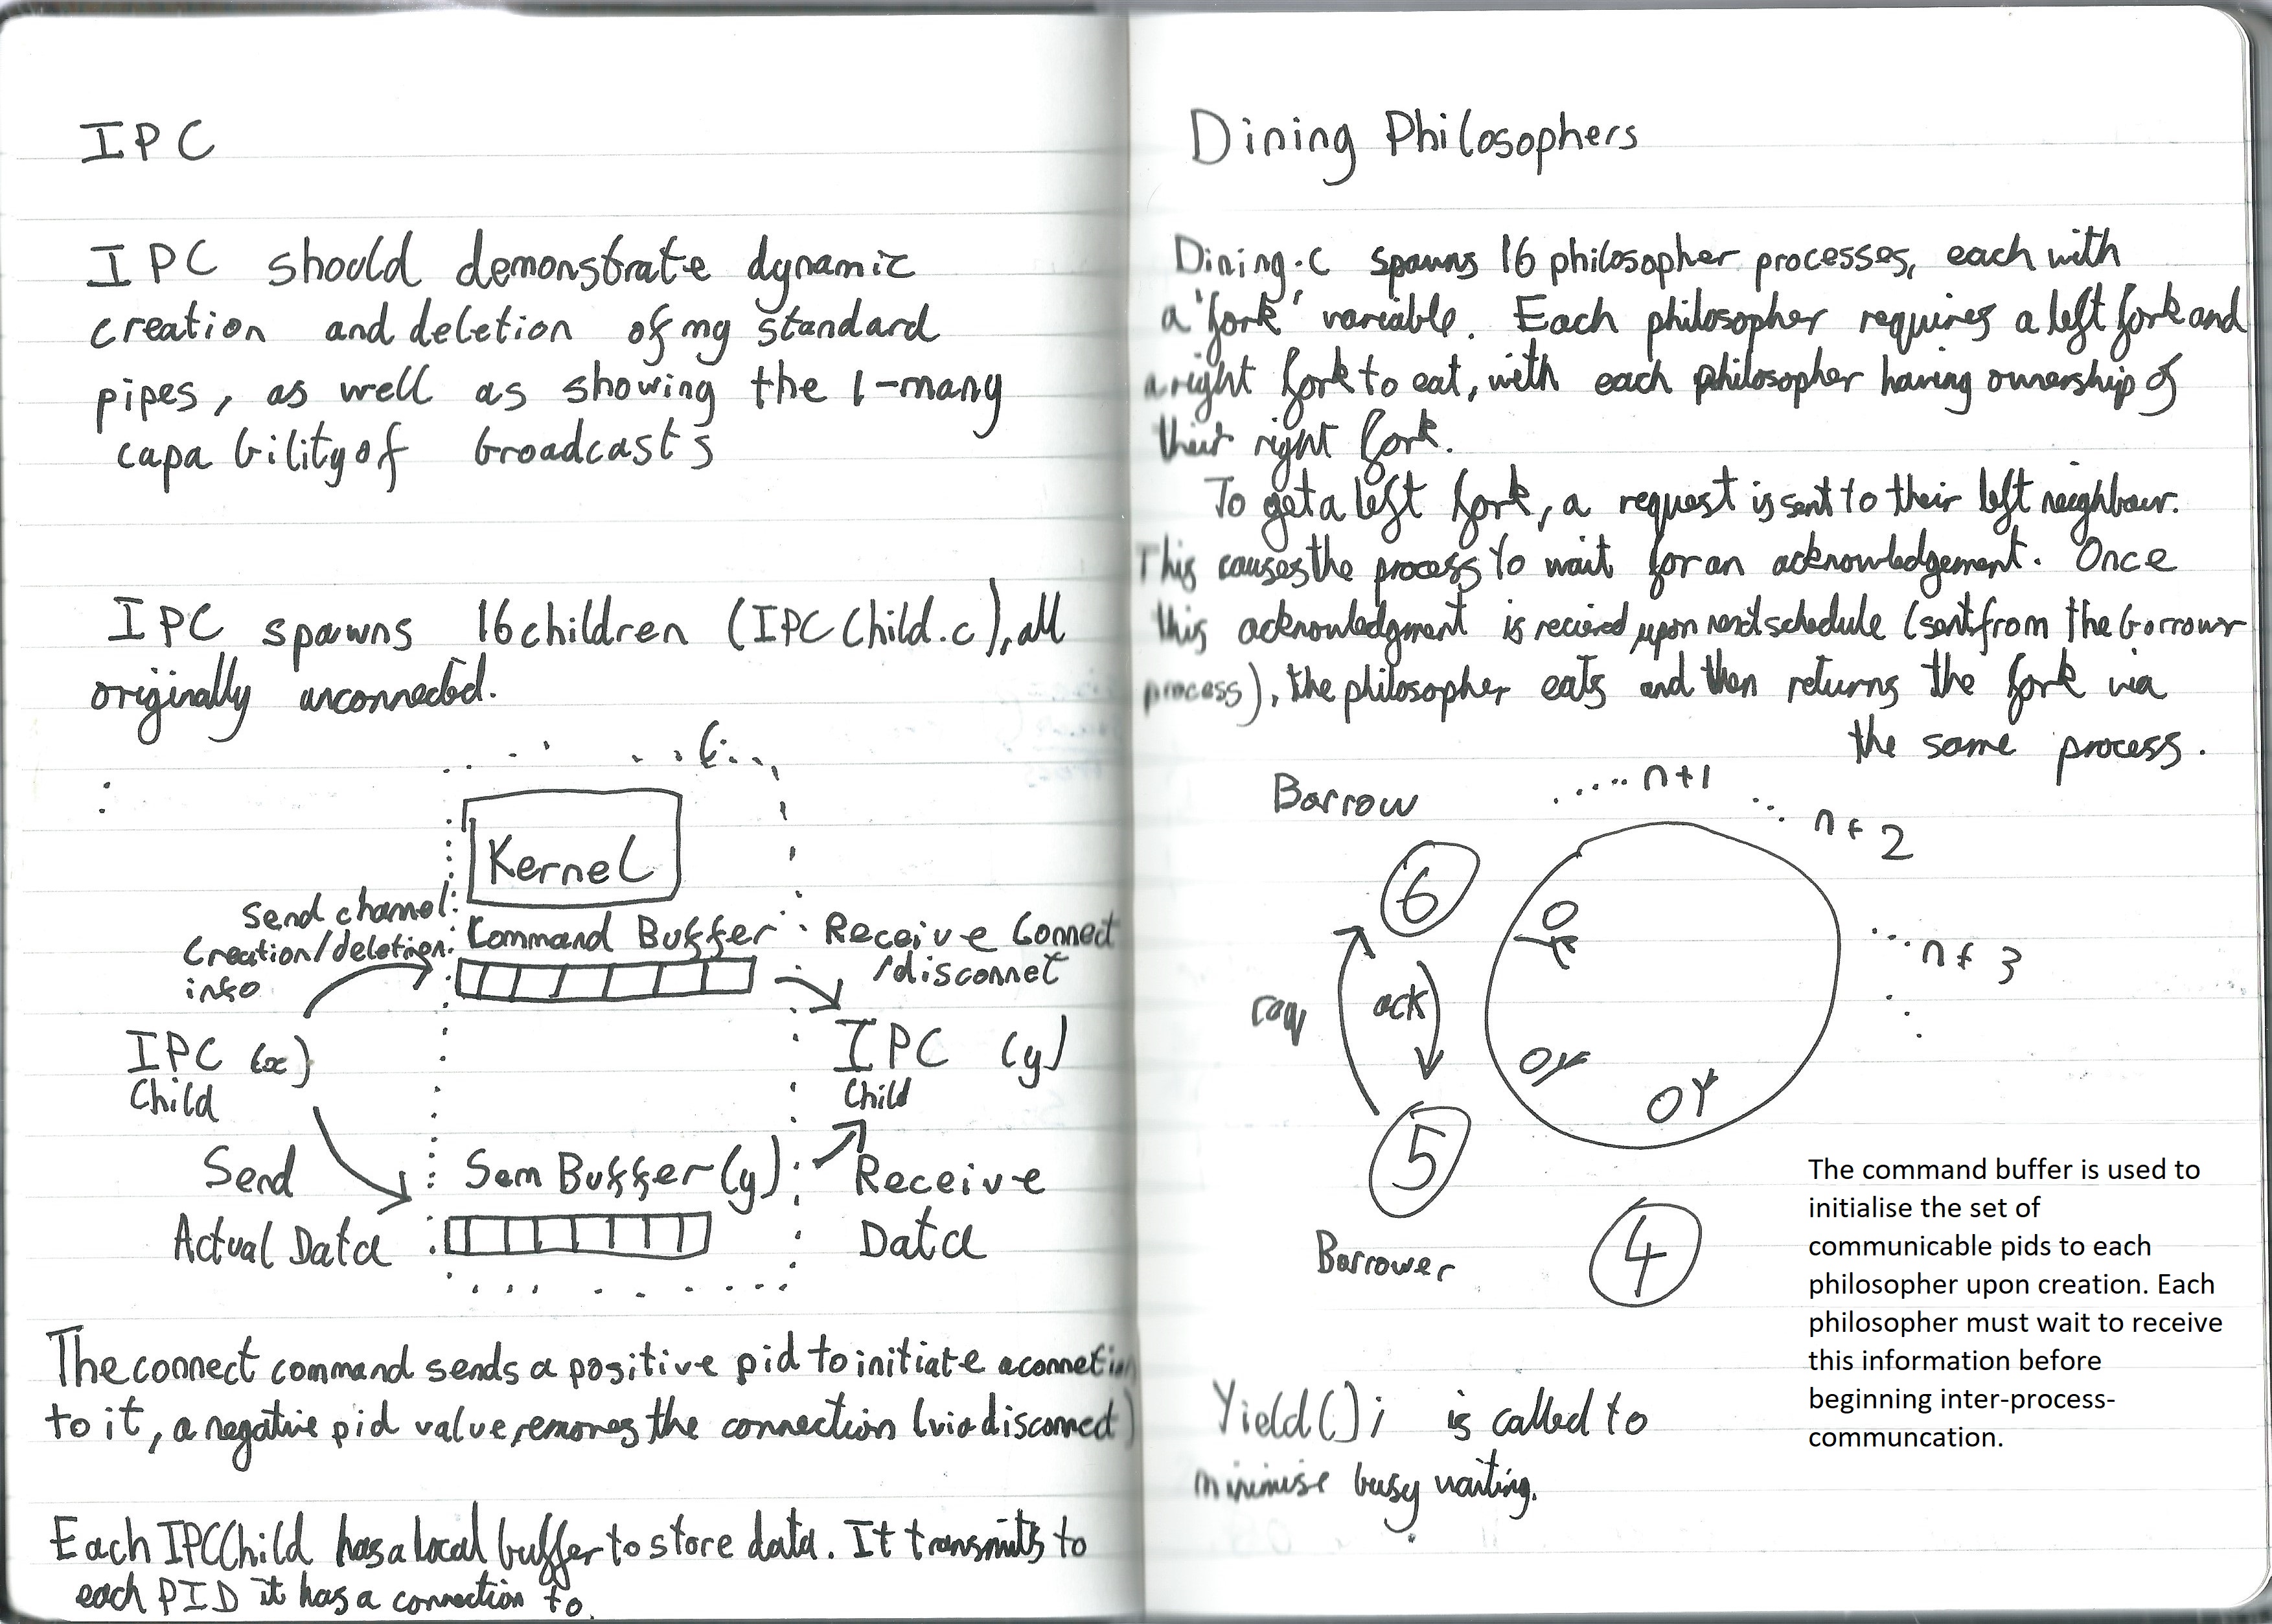 IPC
IPC should demonstrate dynamic
creation and deletion of my standard
pipes, as well as showing the 1-many
capability of broadcasts
IPC spawns 16 children (IPCChild.c), all
originally unconnected.
Kernel
Send channel
Creation/deletion
info
Command Buffer
Receive Connect
/disconnet
IPC (x)
Child
IPC (y)
Child
Send
Actual Data
Sem Buffer (y)
Receive
Data
The connect command sends a positive pid to initiate a connetion
to it, a negative pid value removes the connection (via disconnect)
Each IPCChild has a local buffer to store data. It transmits to
each PID it has a connection to.
Dining Philosophers
Dining.c spawns 16 philosopher processes, each with
a 'fork' variable. Each philosopher requires a left fork and
a right fork to eat, with each philosopher having ownership of
their right fork.
To get a left fork, a request is sent to their left neighbour.
This causes the process to wait for an acknowledgement. Once
this acknowledgment is recieved upon next schedule (sent from the borrower
process), the philosopher eats and then returns the fork via
the same process.
Borrow
n+1
n+2
n+3
6
req
ack
5
Borrower
4
Yield(); is called to
minimise busy waiting.
The command buffer is used to
initialise the set of
communicable pids to each
philosopher upon creation. Each
philosopher must wait to receive
this information before
beginning inter-process-
communcation.